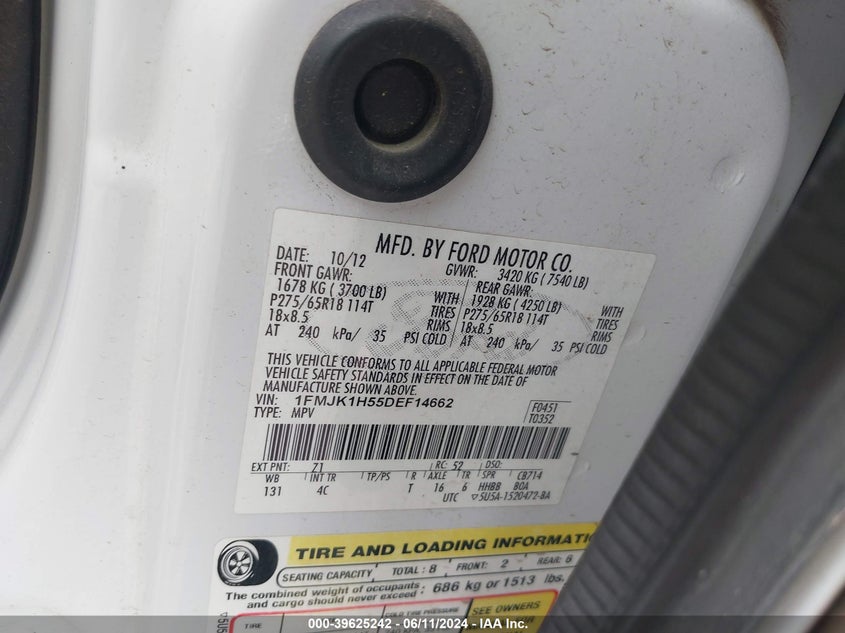 MFD. BY FORD MOTOR CO.
DATE: 10/12 GVWR: 3420 KG ( 7540 LB)
FRONT GAWR: REAR GAWR:
1678 KG ( 3700 LB) WITH 1928 KG ( 4250 LB) WITH
P275/65R18 114T TIRES P275/65R18 114T TIRES
18x8.5 RIMS 18x8.5 RIMS
AT 240 kPa/ 35 PSI COLD AT 240 kPa/ 35 PSI COLD
THIS VEHICLE CONFORMS TO ALL APPLICABLE FEDERAL MOTOR
VEHICLE SAFETY STANDARDS IN EFFECT ON THE DATE OF
MANUFACTURE SHOWN ABOVE.
VIN: 1FMJK1H55DEF14662 F0451
TYPE: MPV T0352
EXT PNT: Z1 RC: 52 DSO:
WB INT TR TP/PS R AXLE TR SPR CB714
131 4C T 16 6 HHBB BOA
UTC ▽5U5A-1520472-BA
TIRE AND LOADING INFORMATIO
SEATING CAPACITY TOTAL: 8 FRONT: 2 REAR: 6
The combined weight of occupants
and cargo should never exceed : 686 kg or 1513 lbs.
TIRE COLD TIRE PRESSURE SEE OWNERS
000-39625242 - 06/11/2024 - IAA Inc.